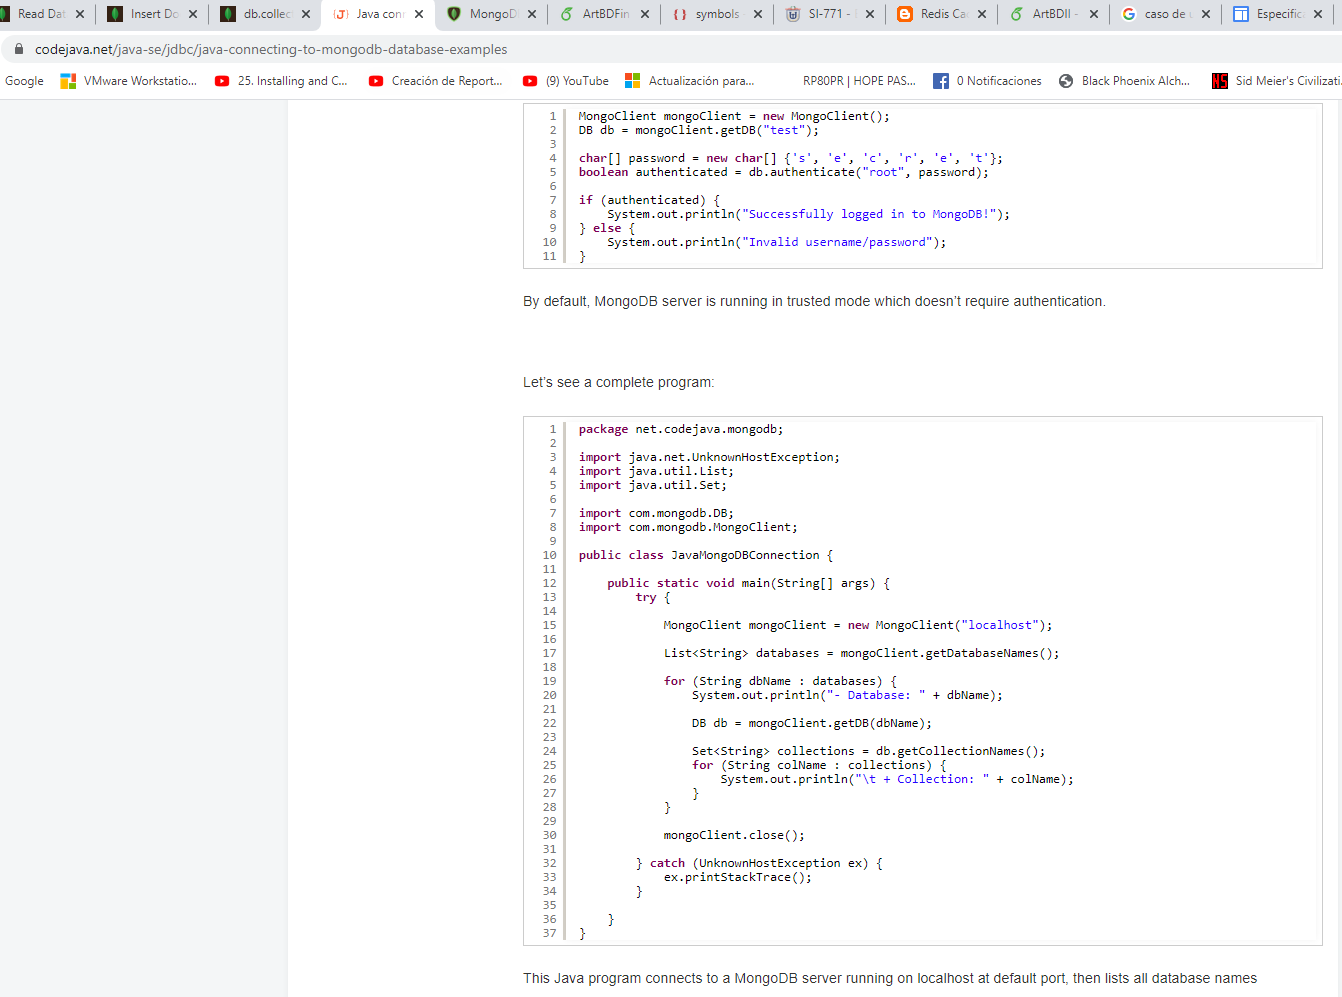 Read Dat
Insert Do
db.collec
Java conn
MongoD
ArtBDFin
symbols
SI-771 -
Redis Ca
ArtBDII -
caso de
Especific
codejava.net/java-se/jdbc/java-connecting-to-mongodb-database-examples
Google
VMware Workstatio...
25. Installing and C...
Creación de Report...
(9) YouTube
Actualización para...
RP80PR | HOPE PAS...
0 Notificaciones
Black Phoenix Alch...
Sid Meier's Civilizati
1 MongoClient mongoClient = new MongoClient();
2 DB db = mongoClient.getDB("test");
3
4 char[] password = new char[] {'s', 'e', 'c', 'r', 'e', 't'};
5 boolean authenticated = db.authenticate("root", password);
6
7 if (authenticated) {
8 System.out.println("Successfully logged in to MongoDB!");
9 } else {
10 System.out.println("Invalid username/password");
11 }
By default, MongoDB server is running in trusted mode which doesn’t require authentication.
Let’s see a complete program:
1 package net.codejava.mongodb;
2
3 import java.net.UnknownHostException;
4 import java.util.List;
5 import java.util.Set;
6
7 import com.mongodb.DB;
8 import com.mongodb.MongoClient;
9
10 public class JavaMongoDBConnection {
11
12 public static void main(String[] args) {
13 try {
14
15 MongoClient mongoClient = new MongoClient("localhost");
16
17 List<String> databases = mongoClient.getDatabaseNames();
18
19 for (String dbName : databases) {
20 System.out.println("- Database: " + dbName);
21
22 DB db = mongoClient.getDB(dbName);
23
24 Set<String> collections = db.getCollectionNames();
25 for (String colName : collections) {
26 System.out.println("\t + Collection: " + colName);
27 }
28 }
29
30 mongoClient.close();
31
32 } catch (UnknownHostException ex) {
33 ex.printStackTrace();
34 }
35
36 }
37 }
This Java program connects to a MongoDB server running on localhost at default port, then lists all database names